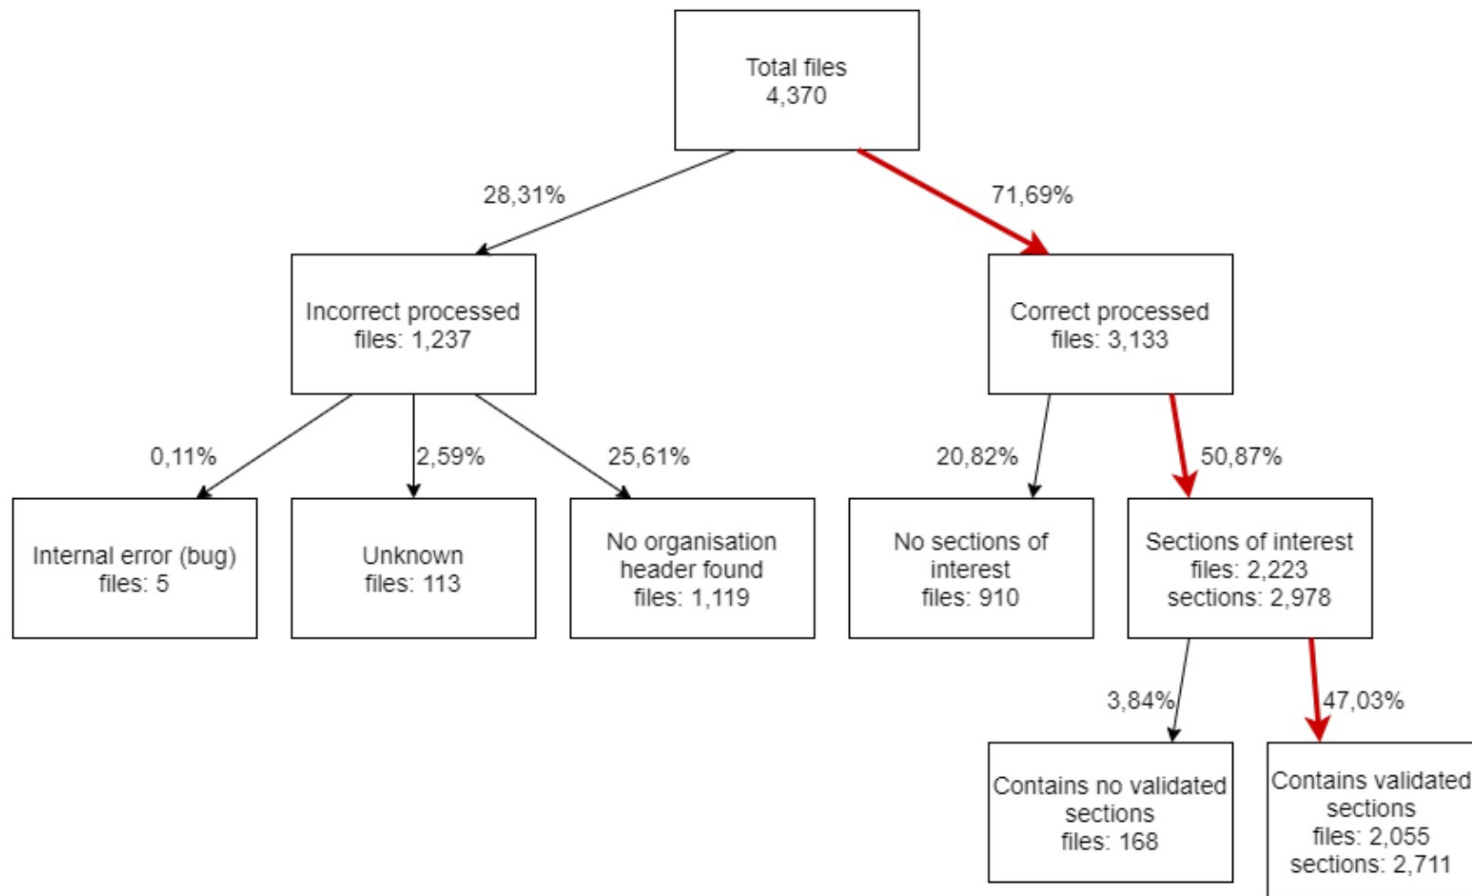 Total files
4,370
28,31%
71,69%
Incorrect processed
files: 1,237
Correct processed
files: 3,133
0,11%
2,59%
25,61%
20,82%
50,87%
Internal error (bug)
files: 5
Unknown
files: 113
No organisation
header found
files: 1,119
No sections of
interest
files: 910
Sections of interest
files: 2,223
sections: 2,978
3,84%
47,03%
Contains no validated
sections
files: 168
Contains validated
sections
files: 2,055
sections: 2,711